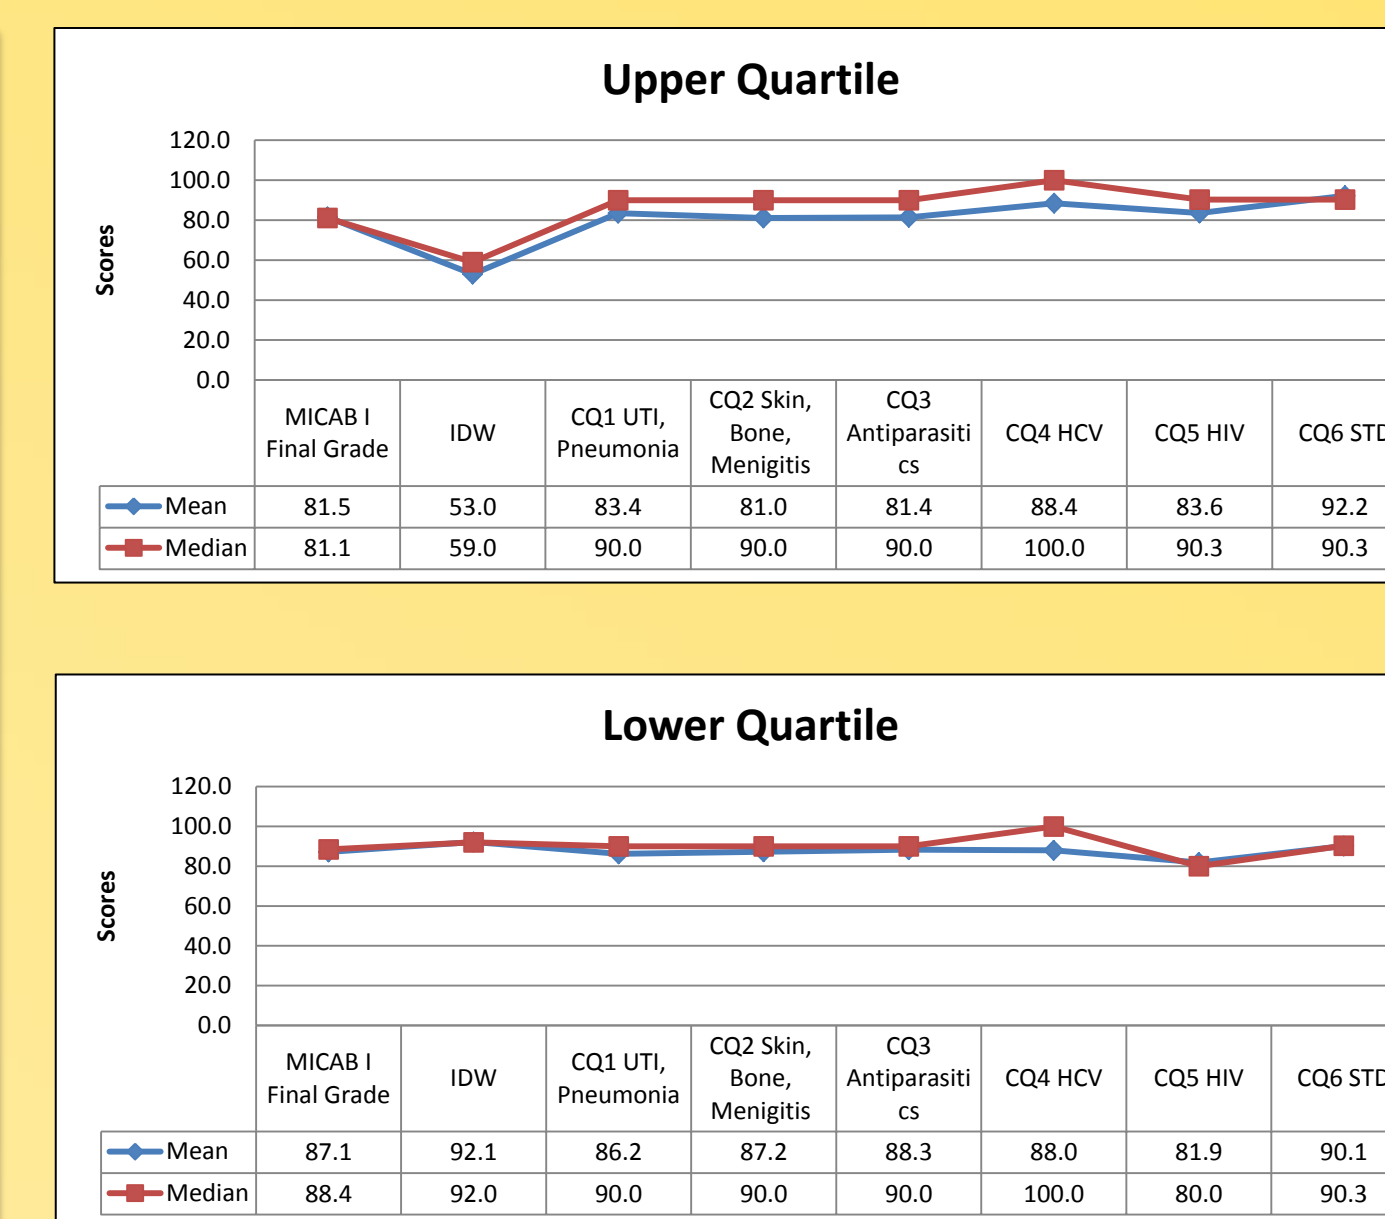 Upper Quartile
120.0
100.0
80.0
60.0
40.0
20.0
0.0
Scores
MICAB I Final Grade
IDW
CQ1 UTI, Pneumonia
CQ2 Skin, Bone, Menigitis
CQ3 Antiparasiti cs
CQ4 HCV
CQ5 HIV
CQ6 STD
Mean 81.5 53.0 83.4 81.0 81.4 88.4 83.6 92.2
Median 81.1 59.0 90.0 90.0 90.0 100.0 90.3 90.3
Lower Quartile
120.0
100.0
80.0
60.0
40.0
20.0
0.0
Scores
MICAB I Final Grade
IDW
CQ1 UTI, Pneumonia
CQ2 Skin, Bone, Menigitis
CQ3 Antiparasiti cs
CQ4 HCV
CQ5 HIV
CQ6 STD
Mean 87.1 92.1 86.2 87.2 88.3 88.0 81.9 90.1
Median 88.4 92.0 90.0 90.0 90.0 100.0 80.0 90.3